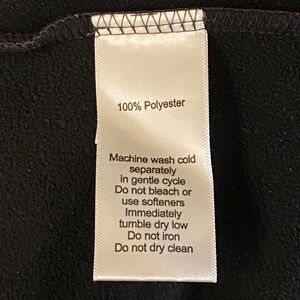 100% Polyester
Machine wash cold
separately
in gentle cycle
Do not bleach or
use softeners
Immediately
tumble dry low
Do not iron
Do not dry clean